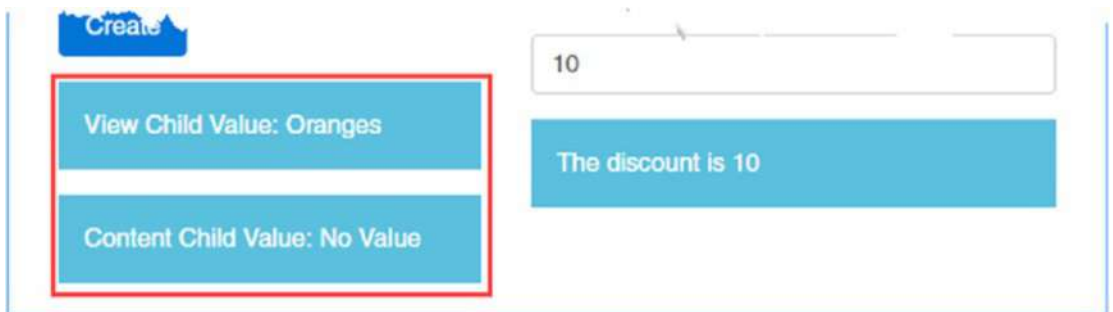 Create
View Child Value: Oranges
Content Child Value: No Value
10
The discount is 10